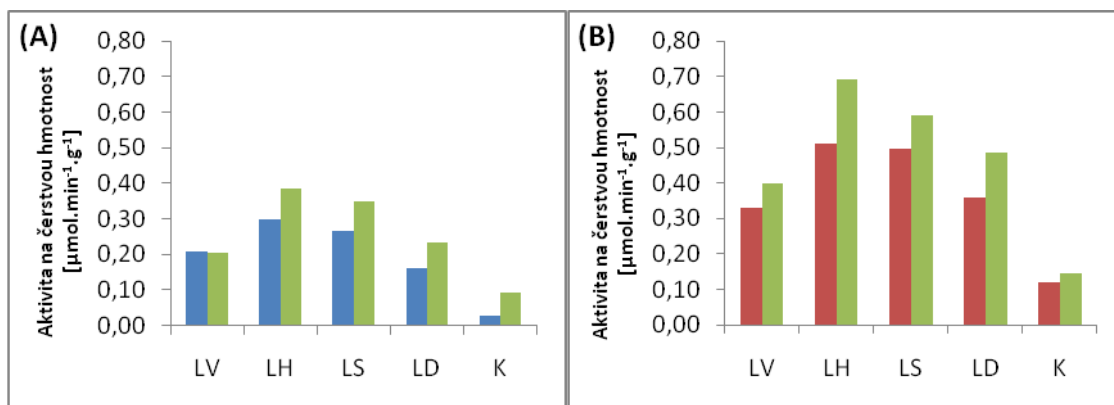 (A)
Aktivita na čerstvou hmotnost
[µmol.min⁻¹.g⁻¹]
0,80
0,70
0,60
0,50
0,40
0,30
0,20
0,10
0,00
LV LH LS LD K
(B)
Aktivita na čerstvou hmotnost
[µmol.min⁻¹.g⁻¹]
0,80
0,70
0,60
0,50
0,40
0,30
0,20
0,10
0,00
LV LH LS LD K